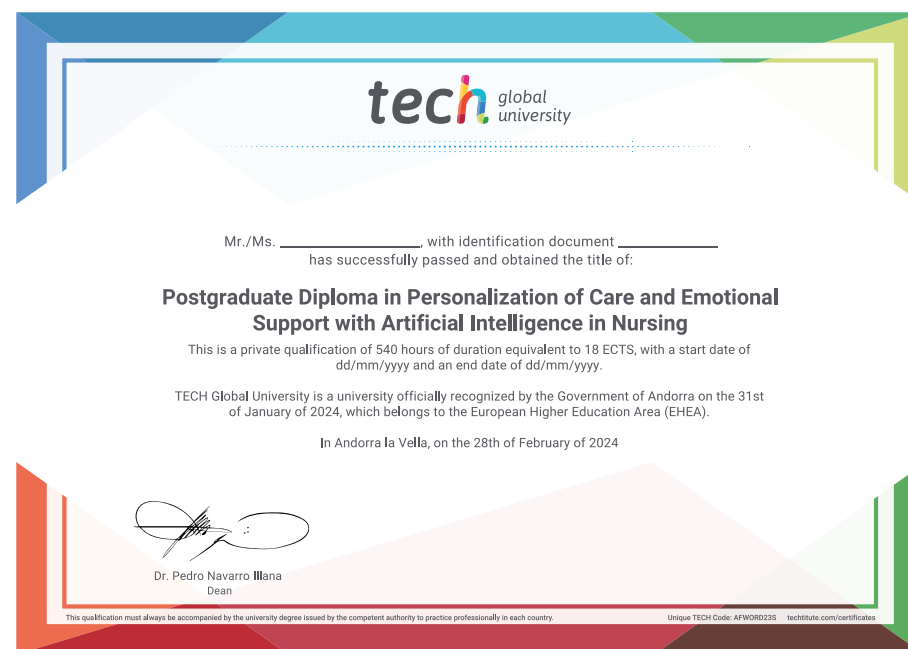 tech global university
Mr./Ms. ____________________, with identification document ______________
has successfully passed and obtained the title of:
Postgraduate Diploma in Personalization of Care and Emotional
Support with Artificial Intelligence in Nursing
This is a private qualification of 540 hours of duration equivalent to 18 ECTS, with a start date of
dd/mm/yyyy and an end date of dd/mm/yyyy.
TECH Global University is a university officially recognized by the Government of Andorra on the 31st
of January of 2024, which belongs to the European Higher Education Area (EHEA).
In Andorra la Vella, on the 28th of February of 2024
Dr. Pedro Navarro Illana
Dean
This qualification must always be accompanied by the university degree issued by the competent authority to practice professionally in each country.
Unique TECH Code: AFWORD23S techtitute.com/certificates